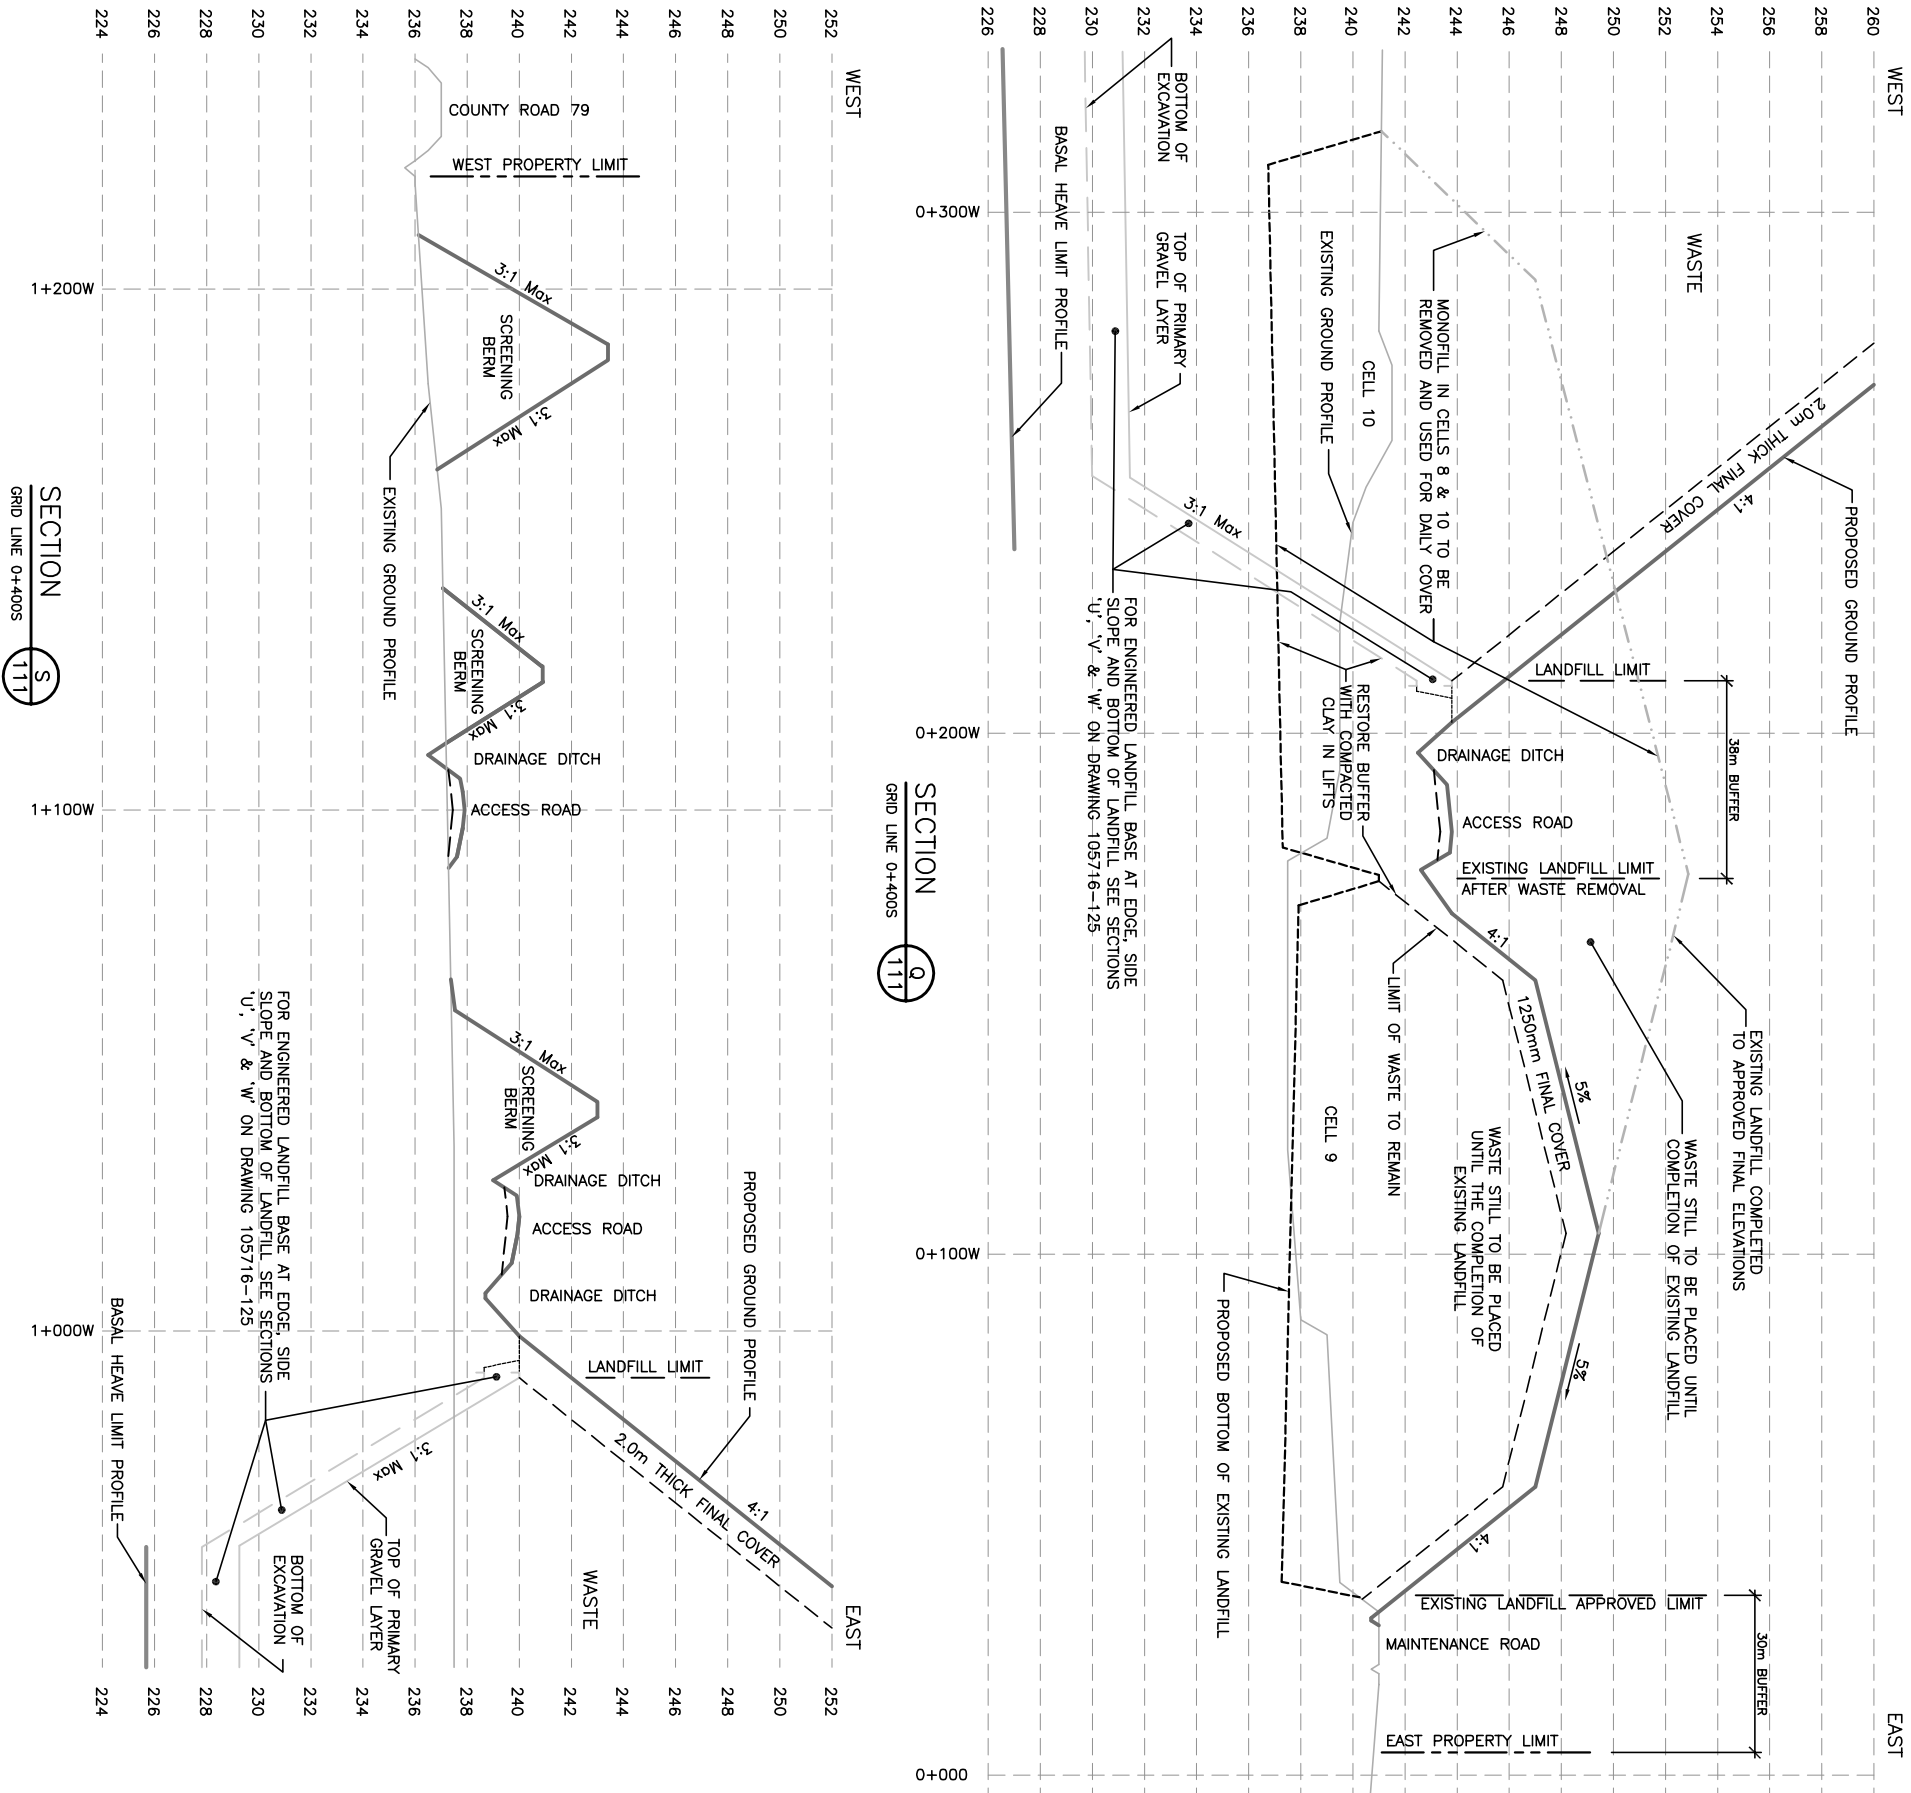 WEST
EAST
260
258
256
254
252
250
248
246
244
242
240
238
236
234
232
230
228
226
0+300W
0+200W
0+100W
0+000
WASTE
PROPOSED GROUND PROFILE
2.0m THICK FINAL COVER
4:1
LANDFILL LIMIT
38m BUFFER
MONOFILL IN CELLS 8 & 10 TO BE
REMOVED AND USED FOR DAILY COVER
CELL 10
EXISTING GROUND PROFILE
TOP OF PRIMARY
GRAVEL LAYER
BOTTOM OF
EXCAVATION
BASAL HEAVE LIMIT PROFILE
3:1 Max
DRAINAGE DITCH
ACCESS ROAD
EXISTING LANDFILL LIMIT
AFTER WASTE REMOVAL
RESTORE BUFFER
WITH COMPACTED
CLAY IN LIFTS
FOR ENGINEERED LANDFILL BASE AT EDGE, SIDE
SLOPE AND BOTTOM OF LANDFILL SEE SECTIONS
'U', 'V' & 'W' ON DRAWING 105716-125
4:1
1250mm FINAL COVER
5%
5%
4:1
EXISTING LANDFILL COMPLETED
TO APPROVED FINAL ELEVATIONS
WASTE STILL TO BE PLACED UNTIL
COMPLETION OF EXISTING LANDFILL
WASTE STILL TO BE PLACED
UNTIL THE COMPLETION OF
EXISTING LANDFILL
LIMIT OF WASTE TO REMAIN
CELL 9
PROPOSED BOTTOM OF EXISTING LANDFILL
EXISTING LANDFILL APPROVED LIMIT
MAINTENANCE ROAD
30m BUFFER
EAST PROPERTY LIMIT
SECTION
GRID LINE 0+400S
Q
111
WEST
EAST
252
250
248
246
244
242
240
238
236
234
232
230
228
226
224
252
250
248
246
244
242
240
238
236
234
232
230
228
226
224
1+200W
1+100W
1+000W
COUNTY ROAD 79
WEST PROPERTY LIMIT
3:1 Max
SCREENING
BERM
3:1 Max
EXISTING GROUND PROFILE
3:1 Max
SCREENING
BERM
3:1 Max
DRAINAGE DITCH
ACCESS ROAD
3:1 Max
SCREENING
BERM
3:1 Max
DRAINAGE DITCH
ACCESS ROAD
DRAINAGE DITCH
PROPOSED GROUND PROFILE
LANDFILL LIMIT
2.0m THICK FINAL COVER
4:1
WASTE
3:1 Max
TOP OF PRIMARY
GRAVEL LAYER
BOTTOM OF
EXCAVATION
FOR ENGINEERED LANDFILL BASE AT EDGE, SIDE
SLOPE AND BOTTOM OF LANDFILL SEE SECTIONS
'U', 'V' & 'W' ON DRAWING 105716-125
BASAL HEAVE LIMIT PROFILE
SECTION
GRID LINE 0+400S
S
111